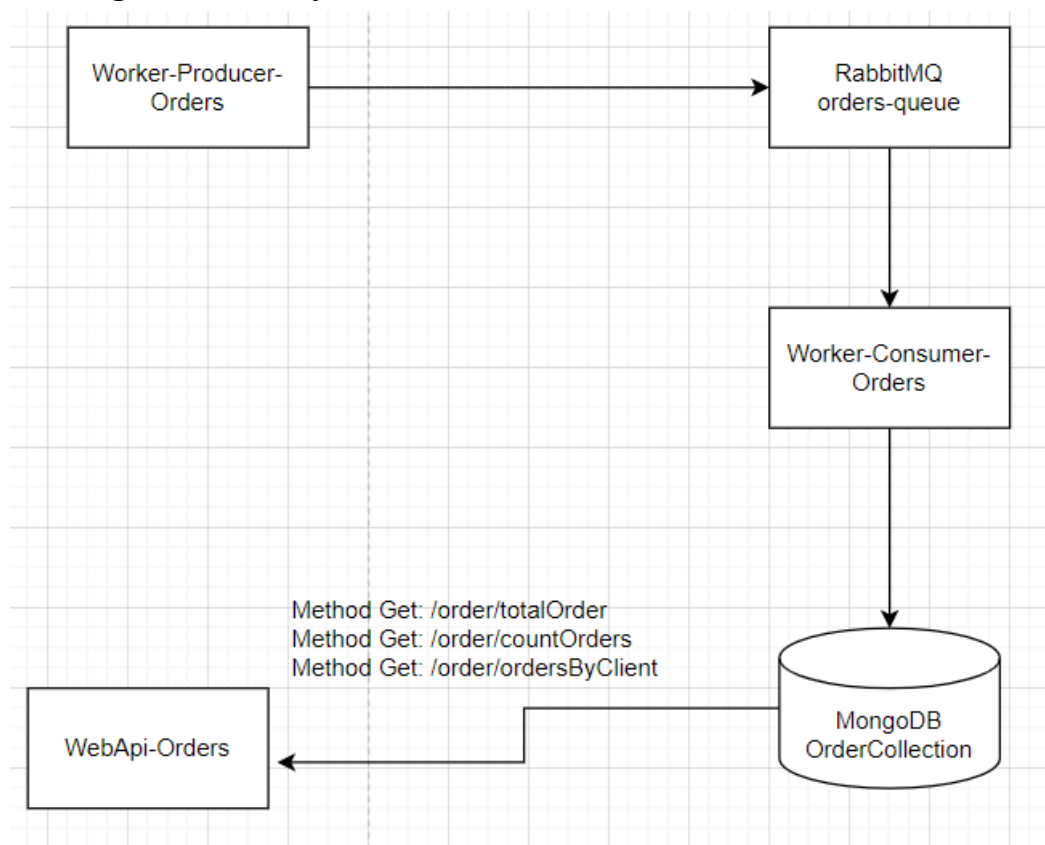 Worker-Producer-
Orders
RabbitMQ
orders-queue
Worker-Consumer-
Orders
Method Get: /order/totalOrder
Method Get: /order/countOrders
Method Get: /order/ordersByClient
WebApi-Orders
MongoDB
OrderCollection